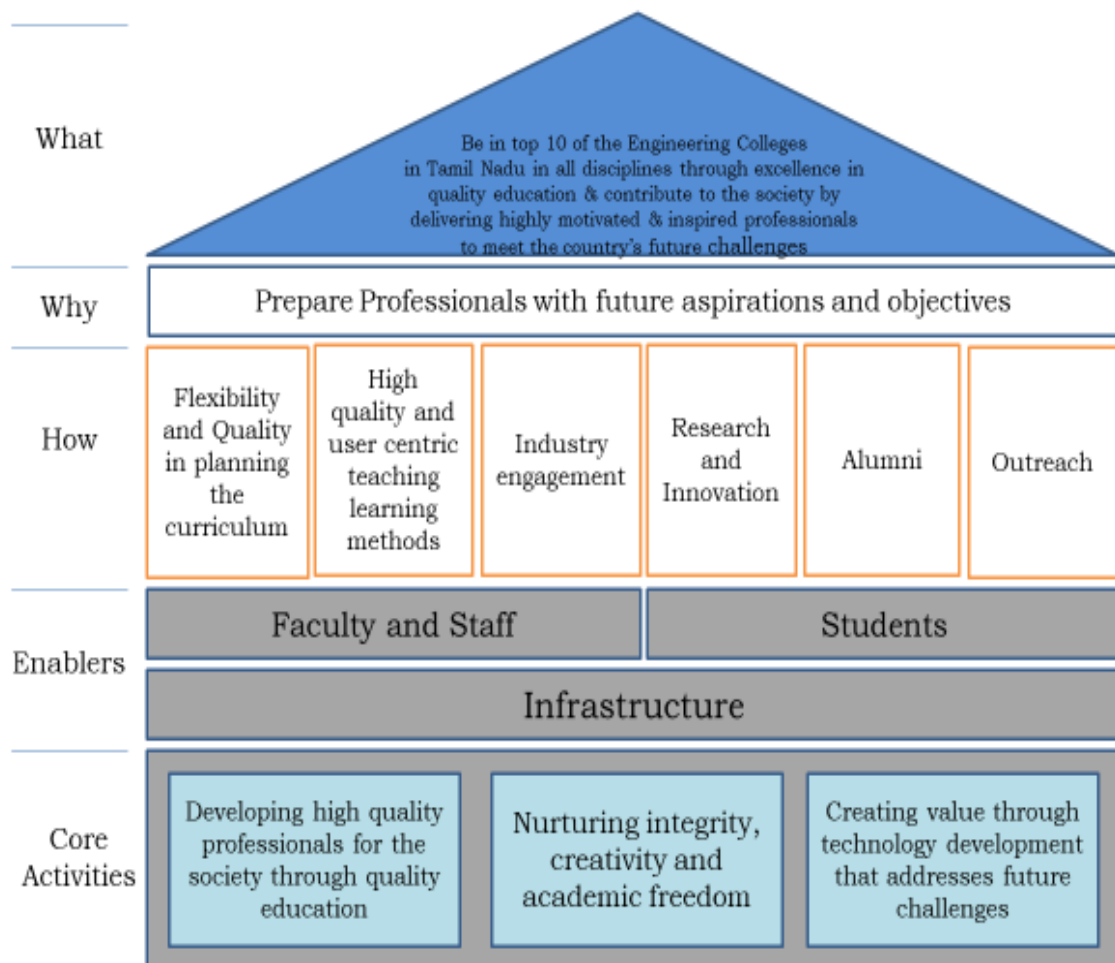 What
Be in top 10 of the Engineering Colleges
in Tamil Nadu in all disciplines through excellence in
quality education & contribute to the society by
delivering highly motivated & inspired professionals
to meet the country's future challenges
Why
Prepare Professionals with future aspirations and objectives
How
Flexibility
and Quality
in planning
the
curriculum
High
quality and
user centric
teaching
learning
methods
Industry
engagement
Research
and
Innovation
Alumni
Outreach
Enablers
Faculty and Staff
Students
Infrastructure
Core
Activities
Developing high quality
professionals for the
society through quality
education
Nurturing integrity,
creativity and
academic freedom
Creating value through
technology development
that addresses future
challenges